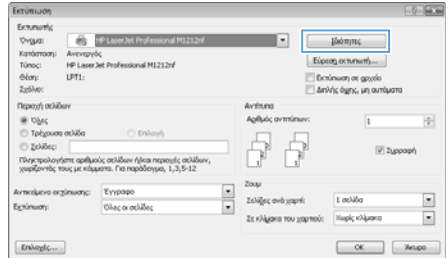 Εκτύπωση
Εκτυπωτής
Όνομα: HP LaserJet Professional M1212nf
Ιδιότητες
Κατάσταση: Ανενεργός
Τύπος: HP LaserJet Professional M1212nf
Εύρεση εκτυπωτή...
Θέση: LPT1:
Εκτύπωση σε αρχείο
Σχόλιο:
Διπλής όψης, μη αυτόματα
Περιοχή σελίδων
Όλες
Τρέχουσα σελίδα
Επιλογή
Σελίδες:
Πληκτρολογήστε αριθμούς σελίδων ή/και περιοχές σελίδων,
χωρίζοντάς τους με κόμματα. Για παράδειγμα, 1,3,5-12
Αντίτυπα
Αριθμός αντιτύπων: 1
Συρραφή
Αντικείμενο εκτύπωσης: Έγγραφο
Εκτύπωση: Όλες οι σελίδες
Ζουμ
Σελίδες ανά χαρτί: 1 σελίδα
Σε κλίμακα του χαρτιού: Χωρίς κλίμακα
Επιλογές...
OK
Άκυρο